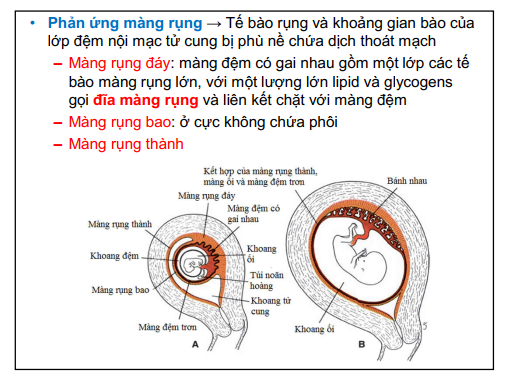 • Phản ứng màng rụng → Tế bào rụng và khoảng gian bào của
lớp đệm nội mạc tử cung bị phù nề chứa dịch thoát mạch
– Màng rụng đáy: màng đệm có gai nhau gồm một lớp các tế
bào màng rụng lớn, với một lượng lớn lipid và glycogens
gọi đĩa màng rụng và liên kết chặt với màng đệm
– Màng rụng bao: ở cực không chứa phôi
– Màng rụng thành
Kết hợp của màng rụng thành,
màng ối và màng đệm trơn
Bánh nhau
Màng rụng đáy
Màng đệm có
gai nhau
Màng rụng thành
Khoang
ối
Khoang đệm
Túi noãn
hoàng
Màng rụng bao
Khoang tử
cung
Màng đệm trơn
Khoang ối
5
A
B